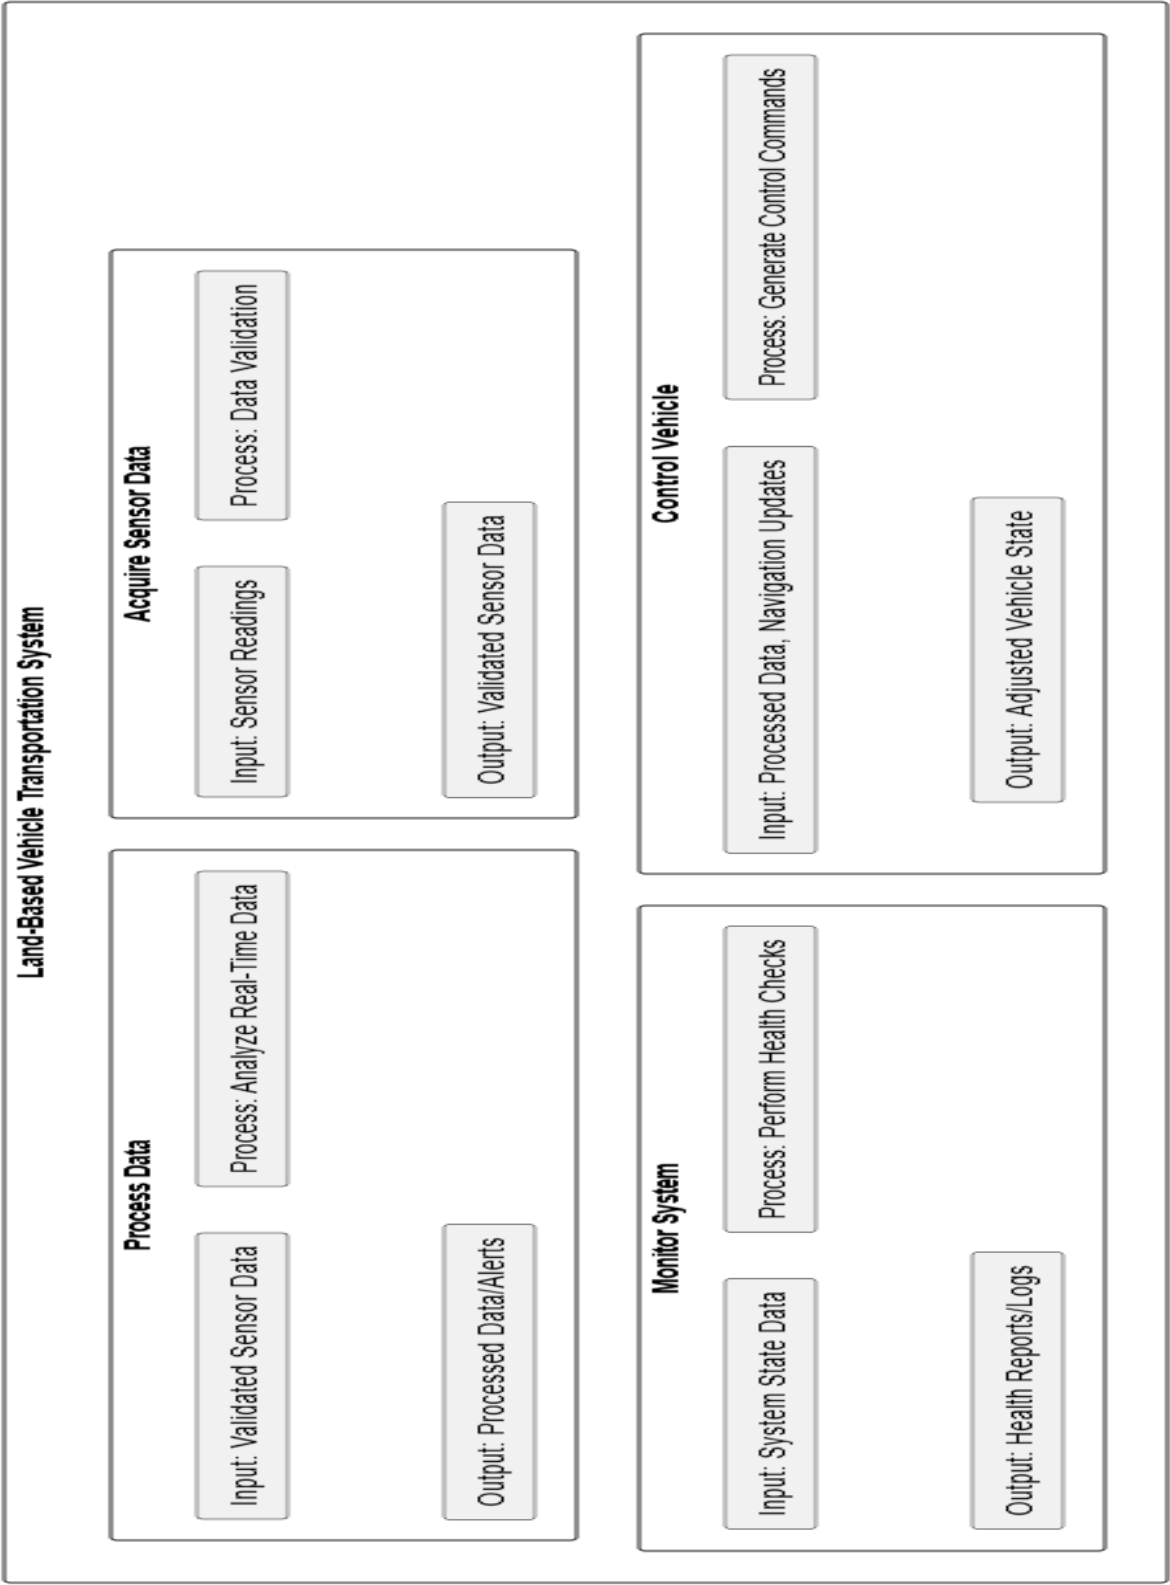 Land-Based Vehicle Transportation System
Process Data
Input: Validated Sensor Data
Process: Analyze Real-Time Data
Output: Processed Data/Alerts
Acquire Sensor Data
Input: Sensor Readings
Process: Data Validation
Output: Validated Sensor Data
Monitor System
Input: System State Data
Process: Perform Health Checks
Output: Health Reports/Logs
Control Vehicle
Input: Processed Data, Navigation Updates
Process: Generate Control Commands
Output: Adjusted Vehicle State